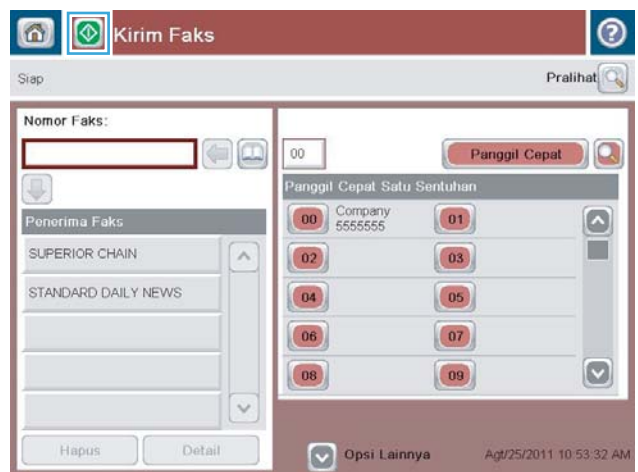 Kirim Faks
Siap
Pralihat
Nomor Faks:
00
Panggil Cepat
Panggil Cepat Satu Sentuhan
00 Company 5555555 01
02 03
04 05
06 07
08 09
Penerima Faks
SUPERIOR CHAIN
STANDARD DAILY NEWS
Hapus
Detail
Opsi Lainnya
Agt/25/2011 10:53:32 AM